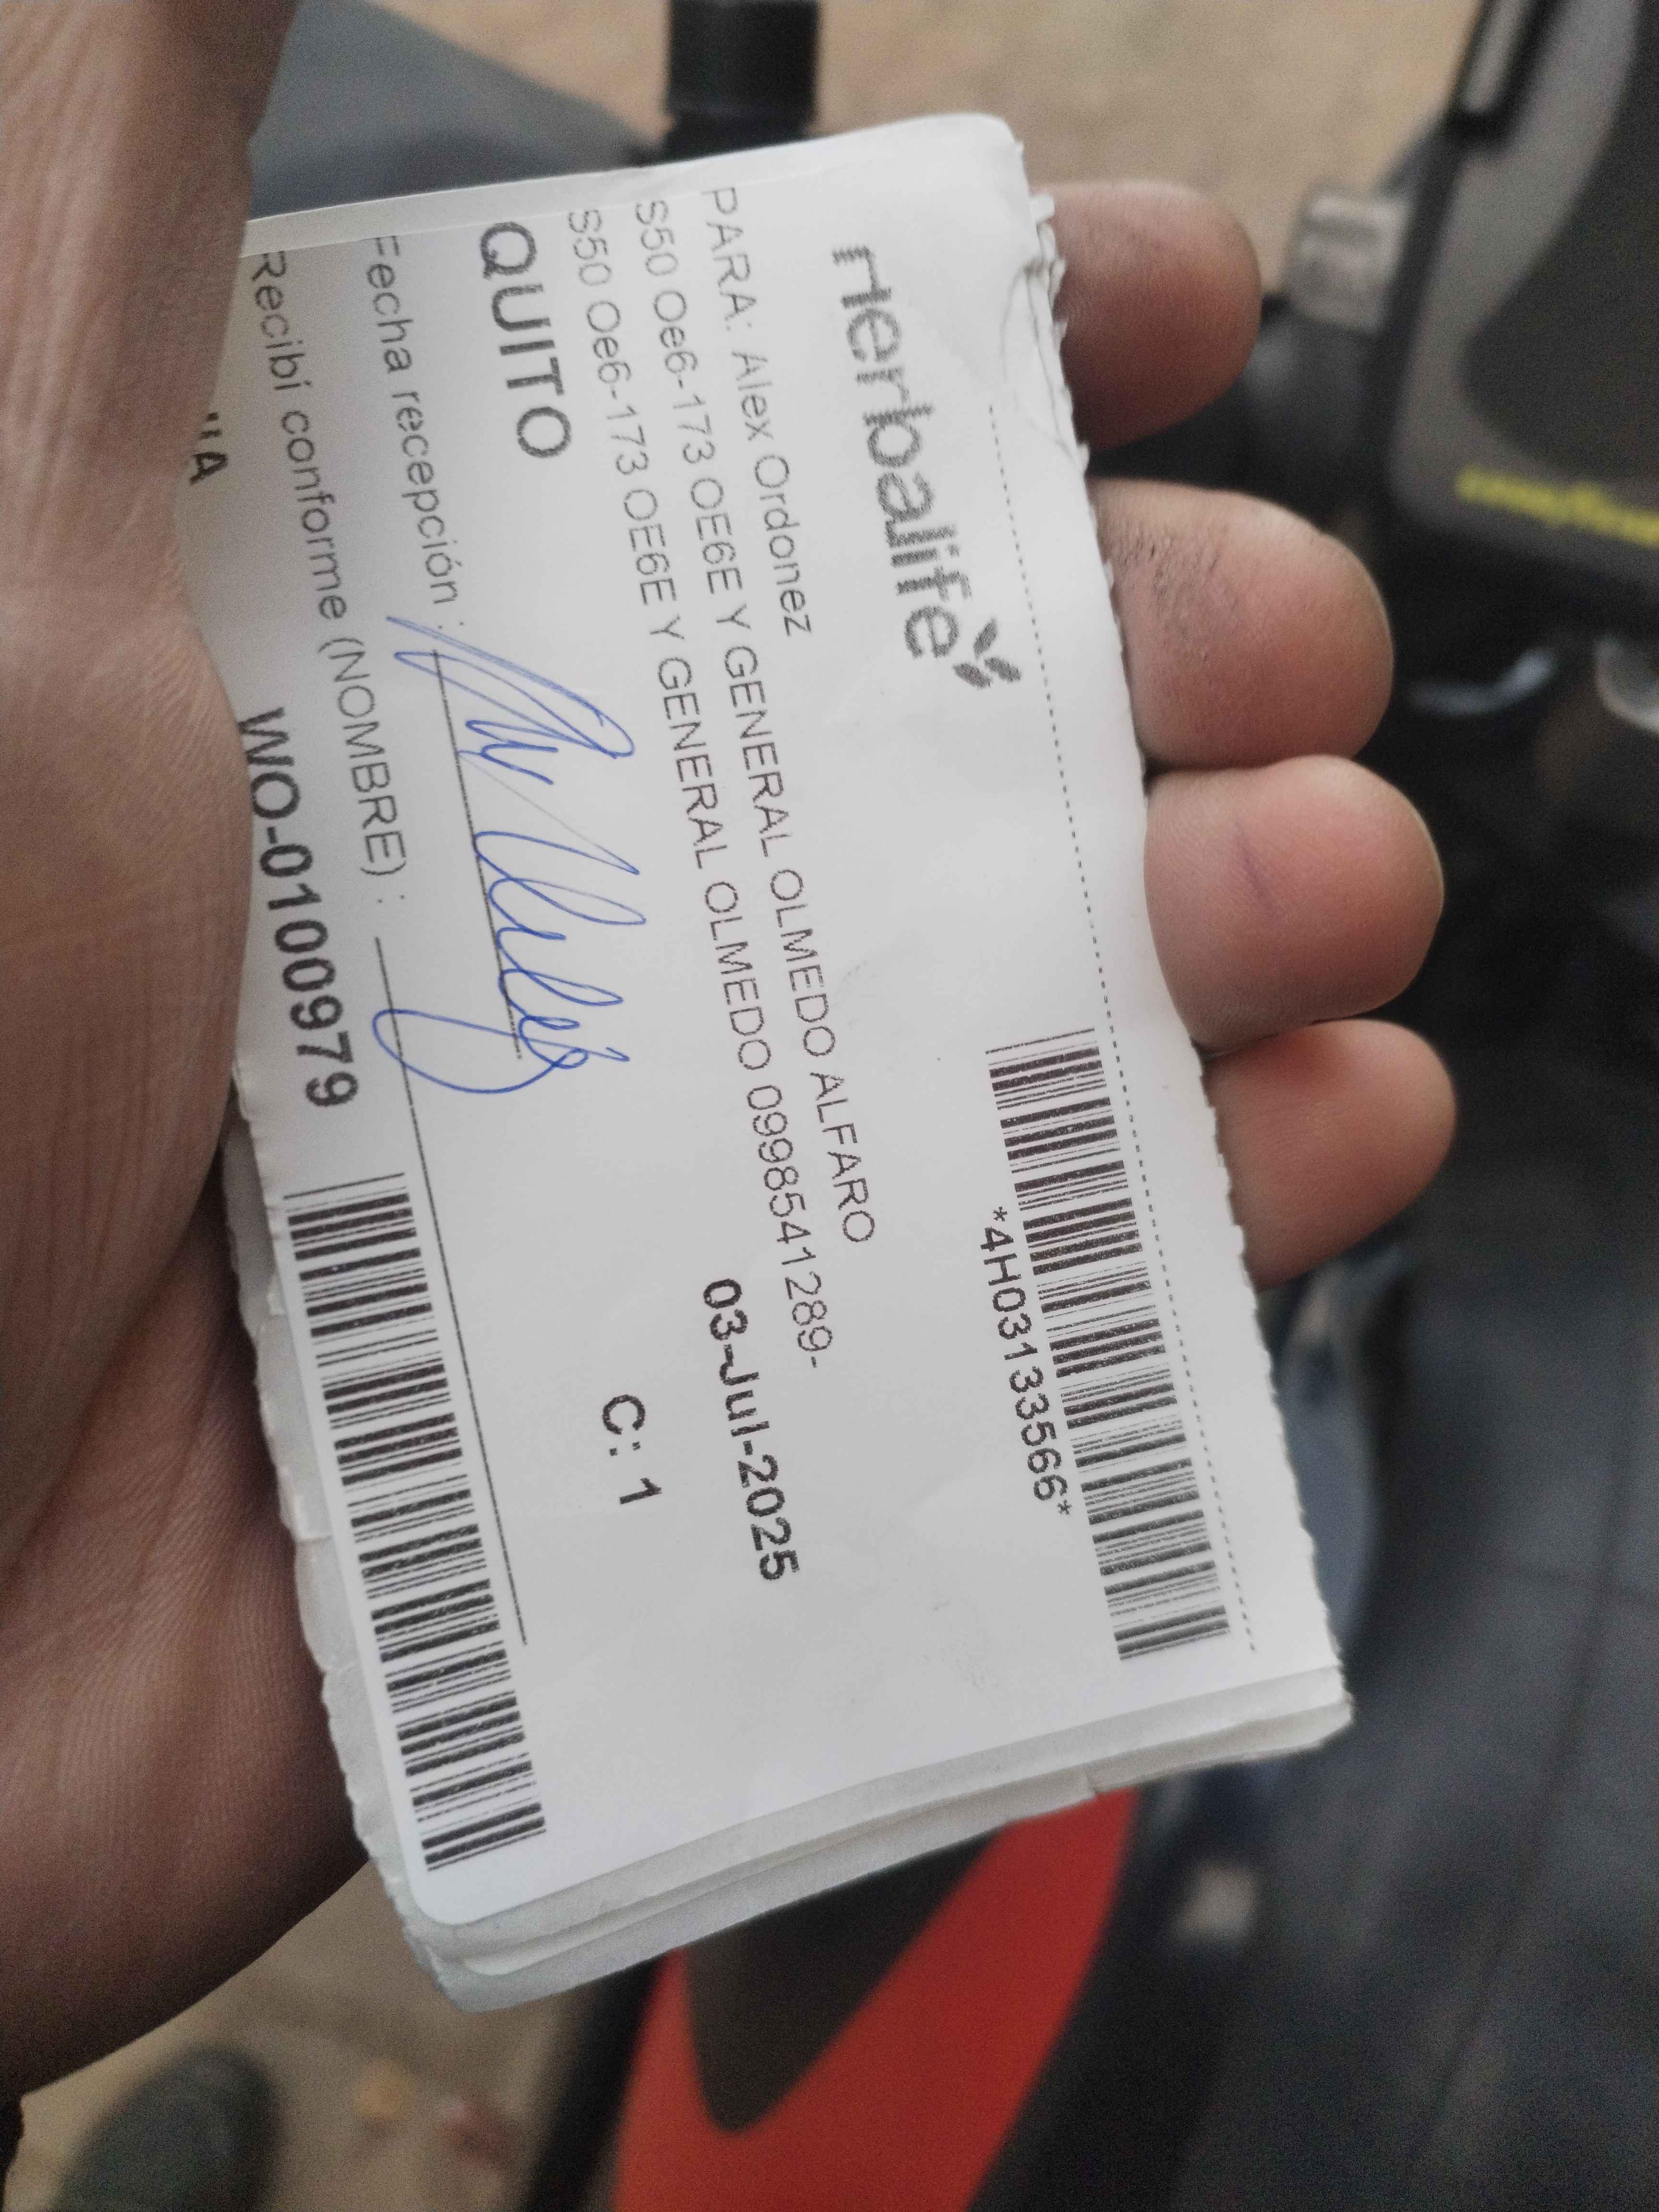 herbalife
*4H03133566*
PARA: Alex Ordonez
S50 Oe6-173 OE6E Y GENERAL OLMEDO ALFARO
S50 Oe6-173 OE6E Y GENERAL OLMEDO 0998541289-
03-Jul-2025
QUITO
C: 1
Fecha recepción :
Recibí conforme (NOMBRE) :
WO-0100979